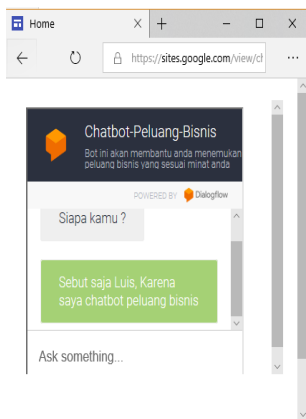 Home
https://sites.google.com/view/cl
Chatbot-Peluang-Bisnis
Bot ini akan membantu anda menemukan
peluang bisnis yang sesuai minat anda
POWERED BY Dialogflow
Siapa kamu ?
Sebut saja Luis, Karena
saya chatbot peluang bisnis
Ask something...